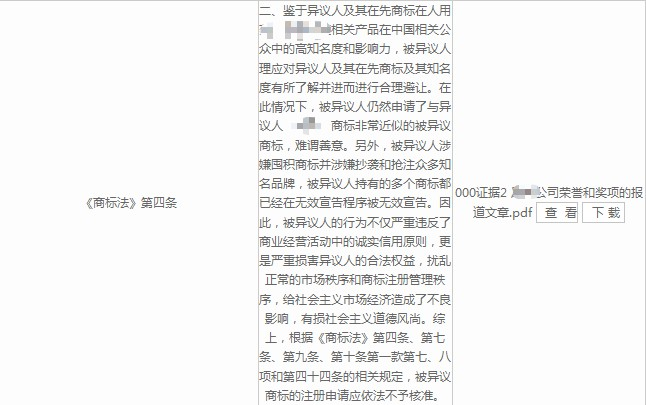 《商标法》第四条
二、鉴于异议人及其在先商标在人用
相关产品在中国相关公
众中的高知名度和影响力，被异议人
理应对异议人及其在先商标及其知名
度有所了解并进而进行合理避让。在
此情况下，被异议人仍然申请了与异
议人 商标非常近似的被异议
商标，难谓善意。另外，被异议人涉
嫌囤积商标并涉嫌抄袭和抢注众多知
名品牌，被异议人持有的多个商标都
已经在无效宣告程序被无效宣告。因
此，被异议人的行为不仅严重违反了
商业经营活动中的诚实信用原则，更
是严重损害异议人的合法权益，扰乱
正常的市场秩序和商标注册管理秩
序，给社会主义市场经济造成了不良
影响，有损社会主义道德风尚。综
上，根据《商标法》第四条、第七
条、第九条、第十条第一款第七、八
项和第四十四条的相关规定，被异议
商标的注册申请应依法不予核准。
000证据2 公司荣誉和奖项的报
道文章.pdf 查 看 下 载